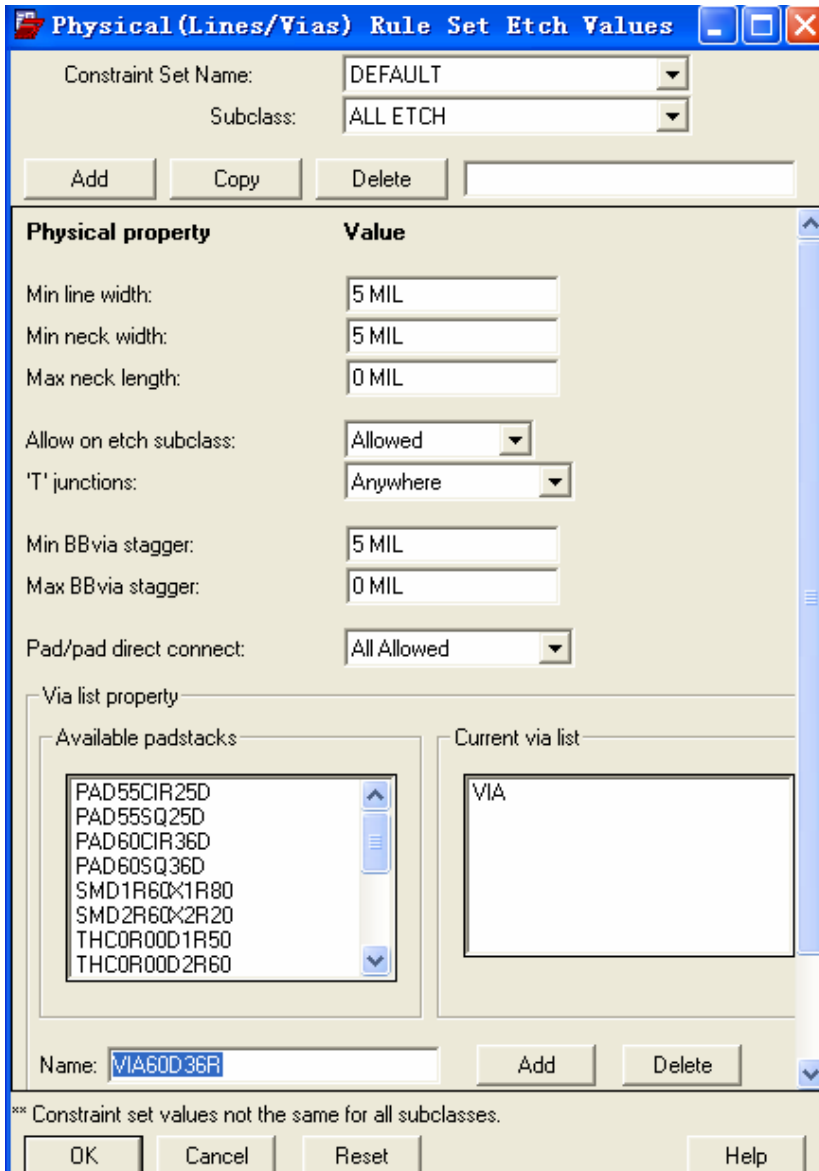 Physical(Lines/Vias) Rule Set Etch Values
Constraint Set Name: DEFAULT
Subclass: ALL ETCH
Add Copy Delete
Physical property Value
Min line width: 5 MIL
Min neck width: 5 MIL
Max neck length: 0 MIL
Allow on etch subclass: Allowed
'T' junctions: Anywhere
Min BBvia stagger: 5 MIL
Max BBvia stagger: 0 MIL
Pad/pad direct connect: All Allowed
Via list property
Available padstacks
PAD55CIR25D
PAD55SQ25D
PAD60CIR36D
PAD60SQ36D
SMD1R60X1R80
SMD2R60X2R20
THC0R00D1R50
THC0R00D2R60
Current via list
VIA
Name: VIA60D36R Add Delete
** Constraint set values not the same for all subclasses.
OK Cancel Reset Help